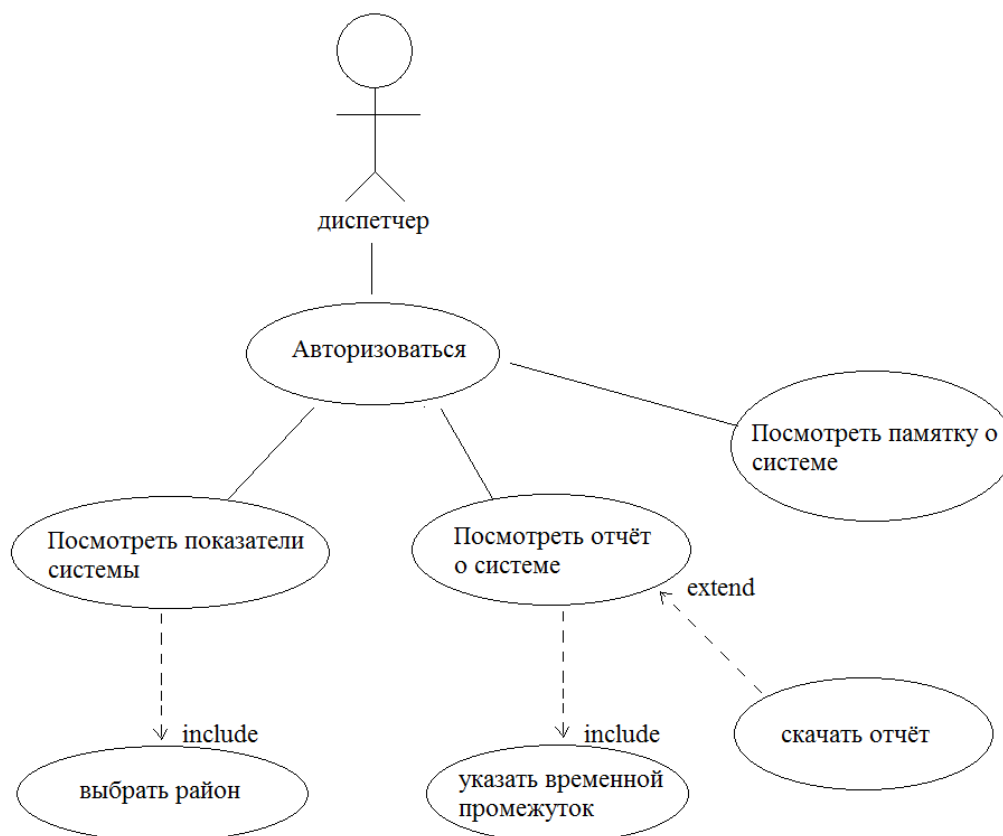 диспетчер
Авторизоваться
Посмотреть памятку о
системе
Посмотреть показатели
системы
Посмотреть отчёт
о системе
extend
include
include
скачать отчёт
выбрать район
указать временной
промежуток